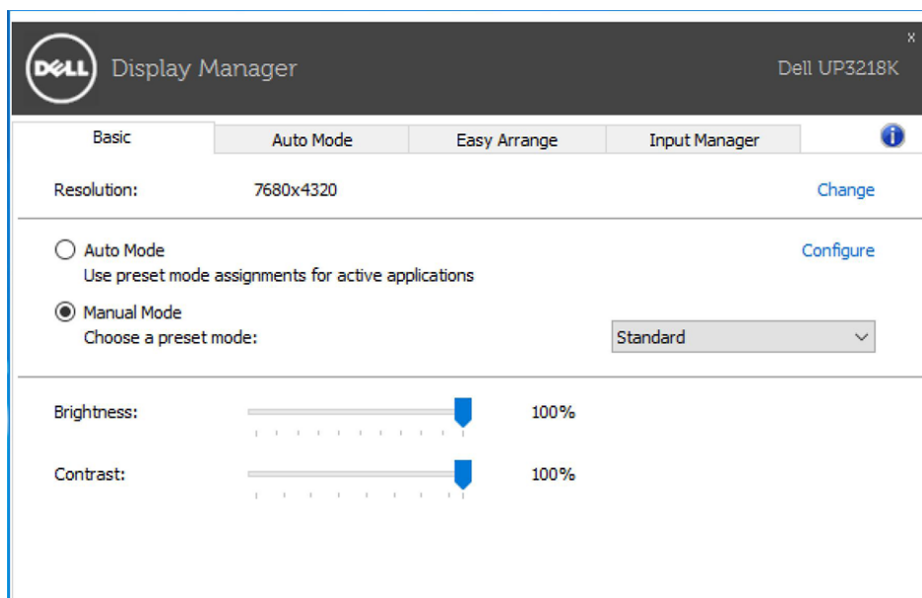 DELL Display Manager Dell UP3218K
x
Basic Auto Mode Easy Arrange Input Manager i
Resolution: 7680x4320 Change
Auto Mode Configure
Use preset mode assignments for active applications
Manual Mode
Choose a preset mode: Standard
Brightness: 100%
Contrast: 100%